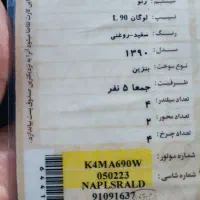 سیستم : رنو
تیپ : لوگان L 90
رنگ : سفید-روغنی
مدل : ۱۳۹۰
نوع سوخت : بنزین
ظرفیت : جمعا ۵ نفر
تعداد سیلندر : ۴
تعداد محور : ۲
تعداد چرخ : ۴
شماره موتور : K4MA690W
050223
شماره شاسی : NAPLSRALD
91091637